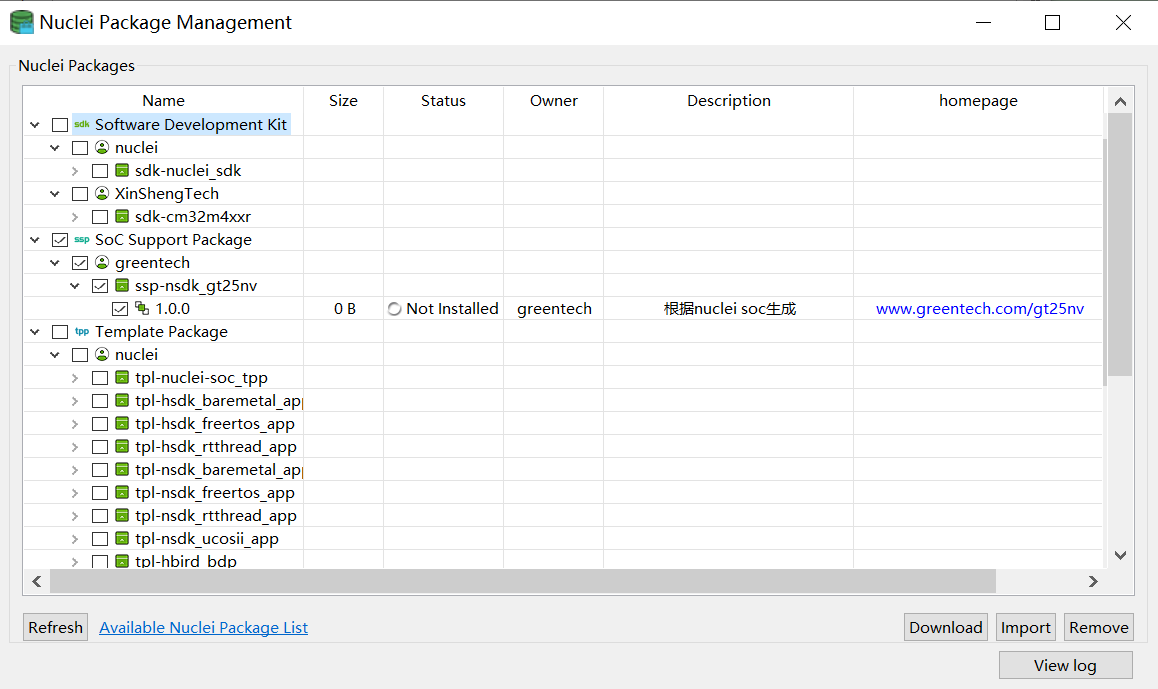 Nuclei Package Management
Nuclei Packages
Name Size Status Owner Description homepage
sdk Software Development Kit
nuclei
sdk-nuclei_sdk
XinShengTech
sdk-cm32m4xxr
ssp SoC Support Package
greentech
ssp-nsdk_gt25nv
1.0.0 0 B Not Installed greentech 根据nuclei soc生成 www.greentech.com/gt25nv
tpp Template Package
nuclei
tpl-nuclei-soc_tpp
tpl-hsdk_baremetal_app
tpl-hsdk_freertos_app
tpl-hsdk_rtthread_app
tpl-nsdk_baremetal_app
tpl-nsdk_freertos_app
tpl-nsdk_rtthread_app
tpl-nsdk_ucosii_app
tpl-hbird_bdp
Refresh Available Nuclei Package List Download Import Remove
View log